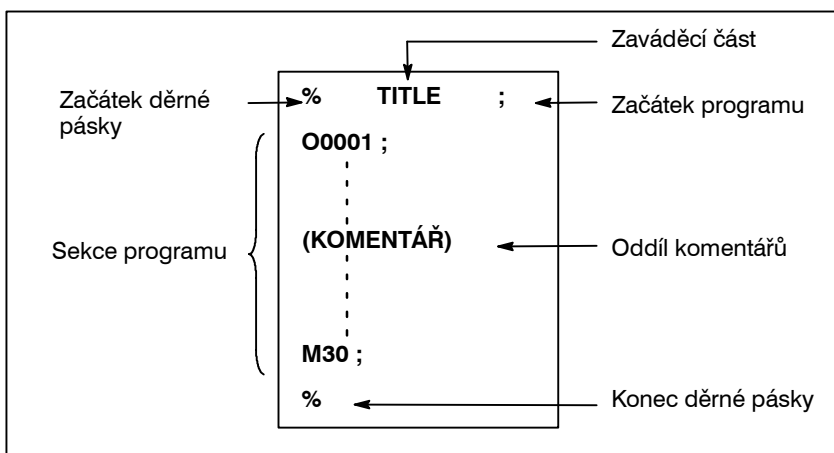 Zaváděcí část
Začátek děrné
pásky
% TITLE ;
Začátek programu
O0001 ;
Sekce programu
(KOMENTÁŘ)
Oddíl komentářů
M30 ;
%
Konec děrné pásky